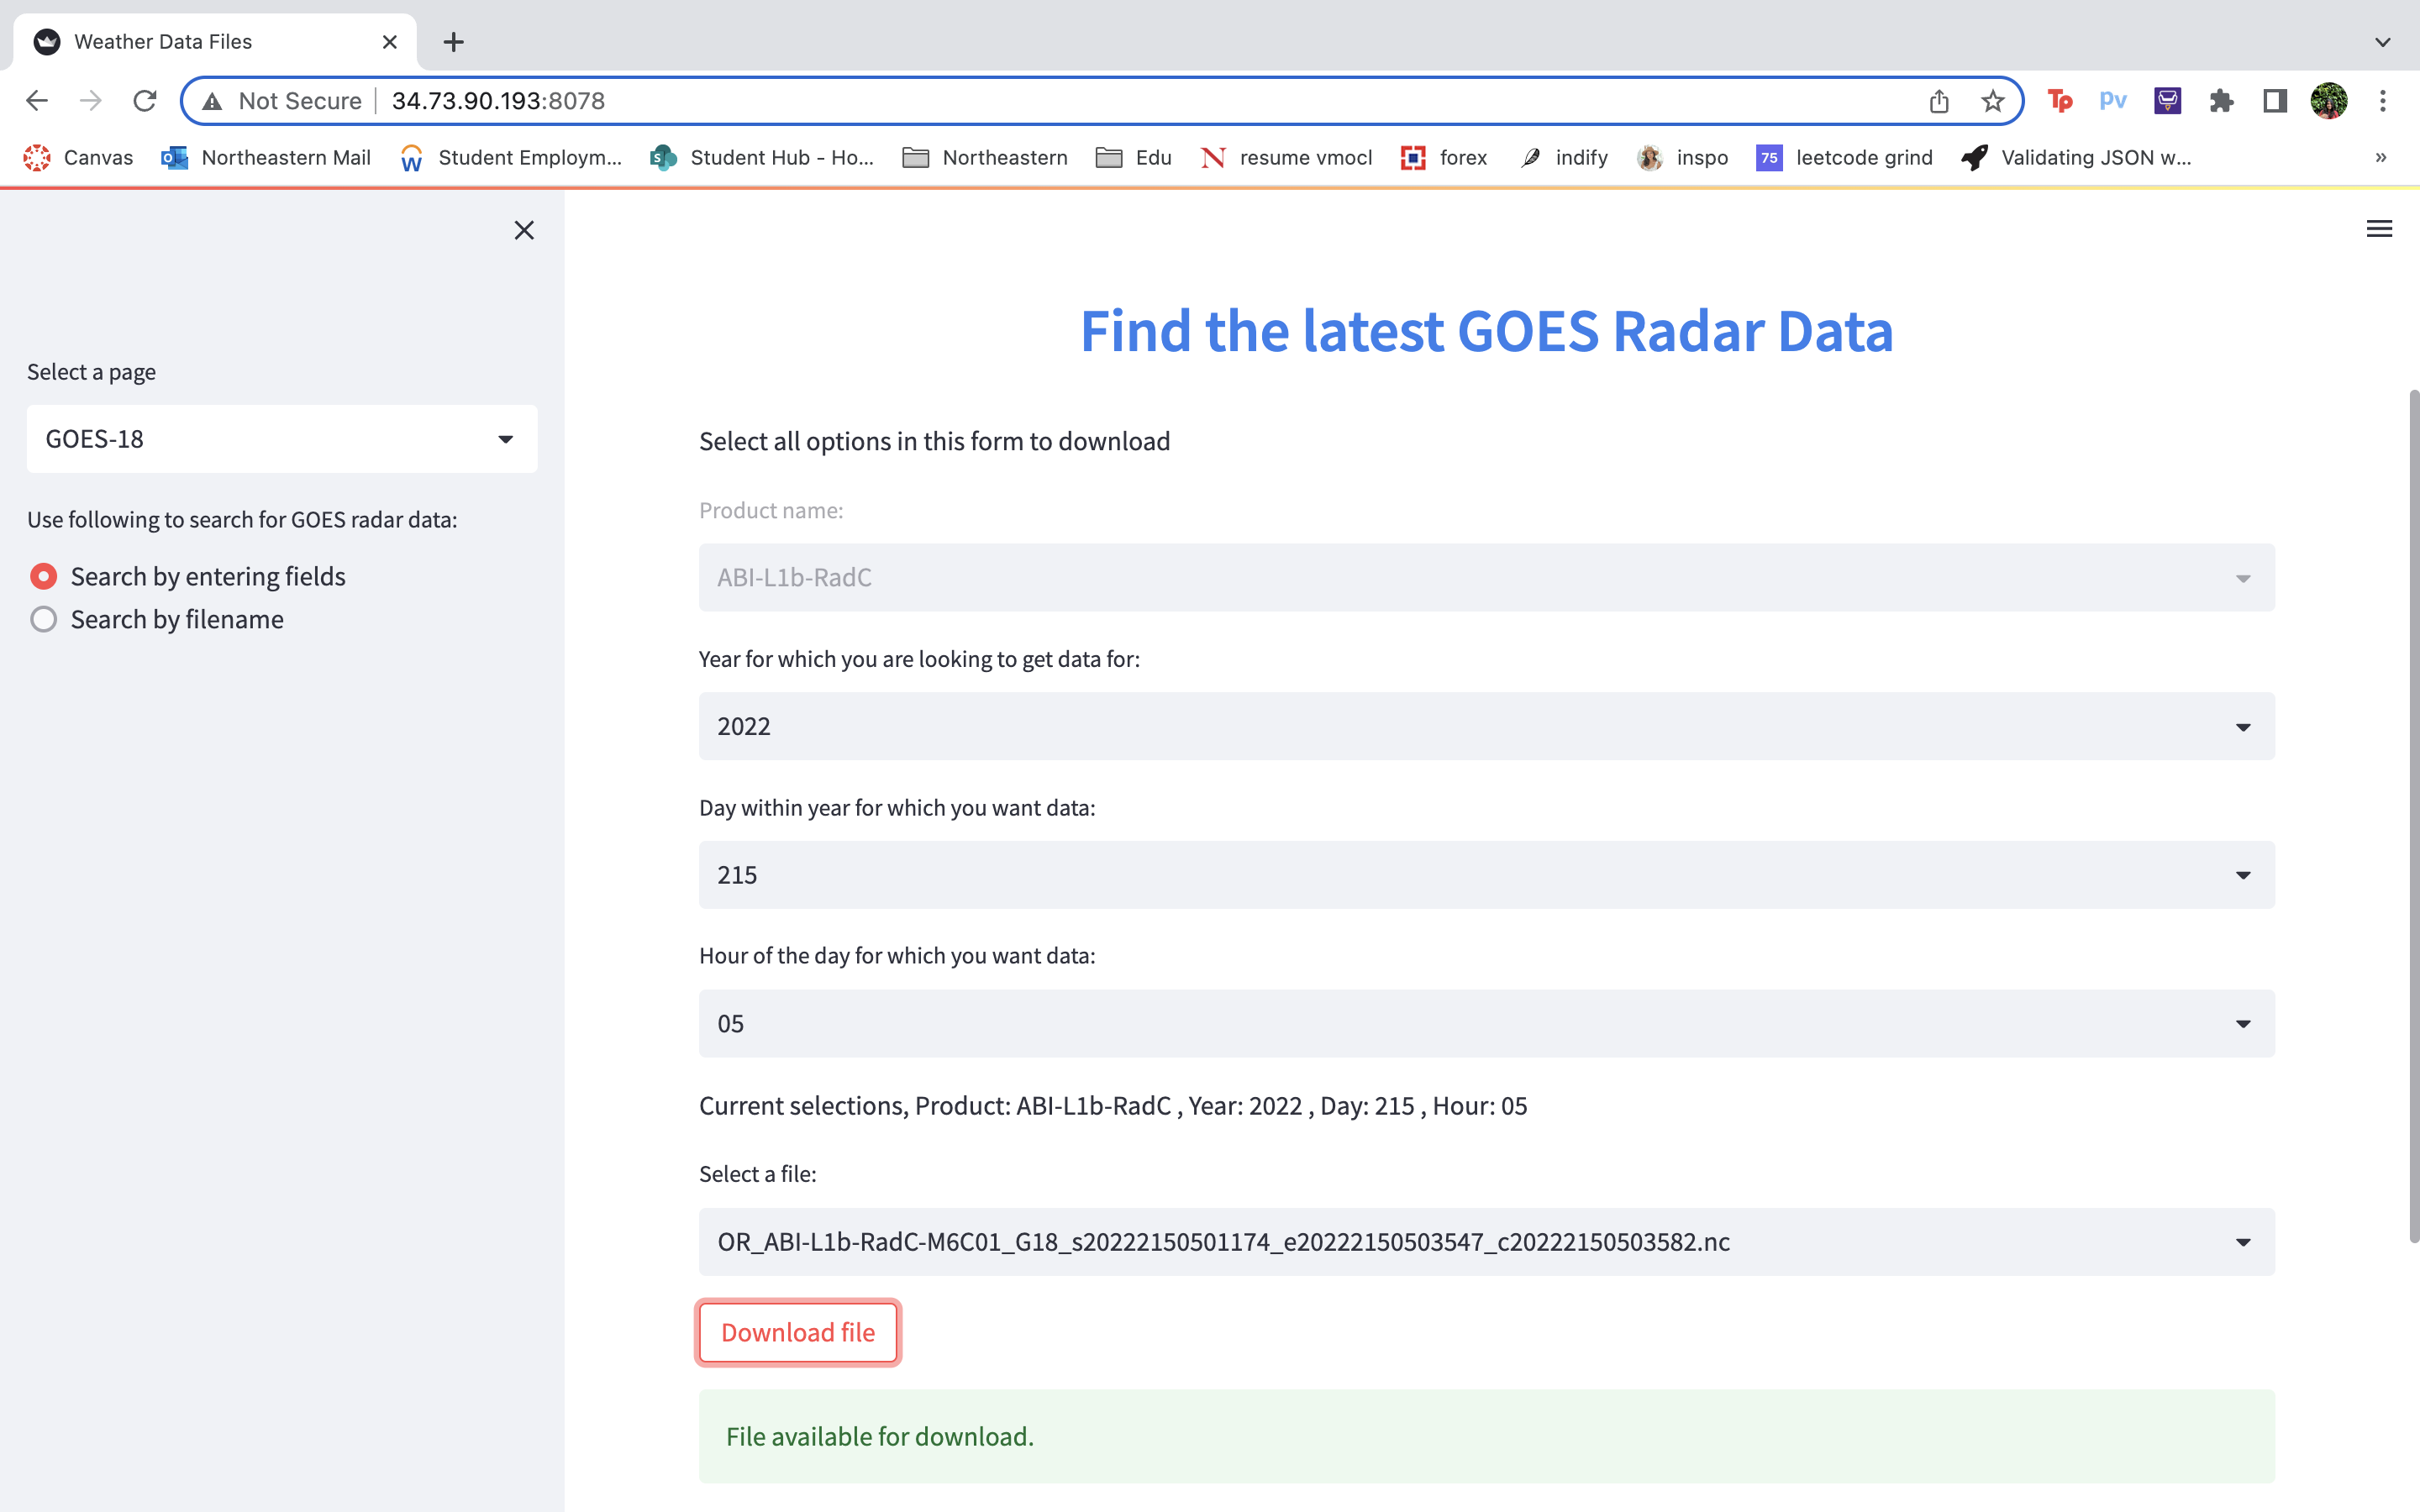 Weather Data Files
Not Secure 34.73.90.193:8078
Tp pv
Canvas Northeastern Mail Student Employm... Student Hub - Ho... Northeastern Edu resume vmocl forex indify inspo 75 leetcode grind Validating JSON w... »
Select a page
GOES-18
Use following to search for GOES radar data:
Search by entering fields
Search by filename
Find the latest GOES Radar Data
Select all options in this form to download
Product name:
ABI-L1b-RadC
Year for which you are looking to get data for:
2022
Day within year for which you want data:
215
Hour of the day for which you want data:
05
Current selections, Product: ABI-L1b-RadC , Year: 2022 , Day: 215 , Hour: 05
Select a file:
OR_ABI-L1b-RadC-M6C01_G18_s20222150501174_e20222150503547_c20222150503582.nc
Download file
File available for download.